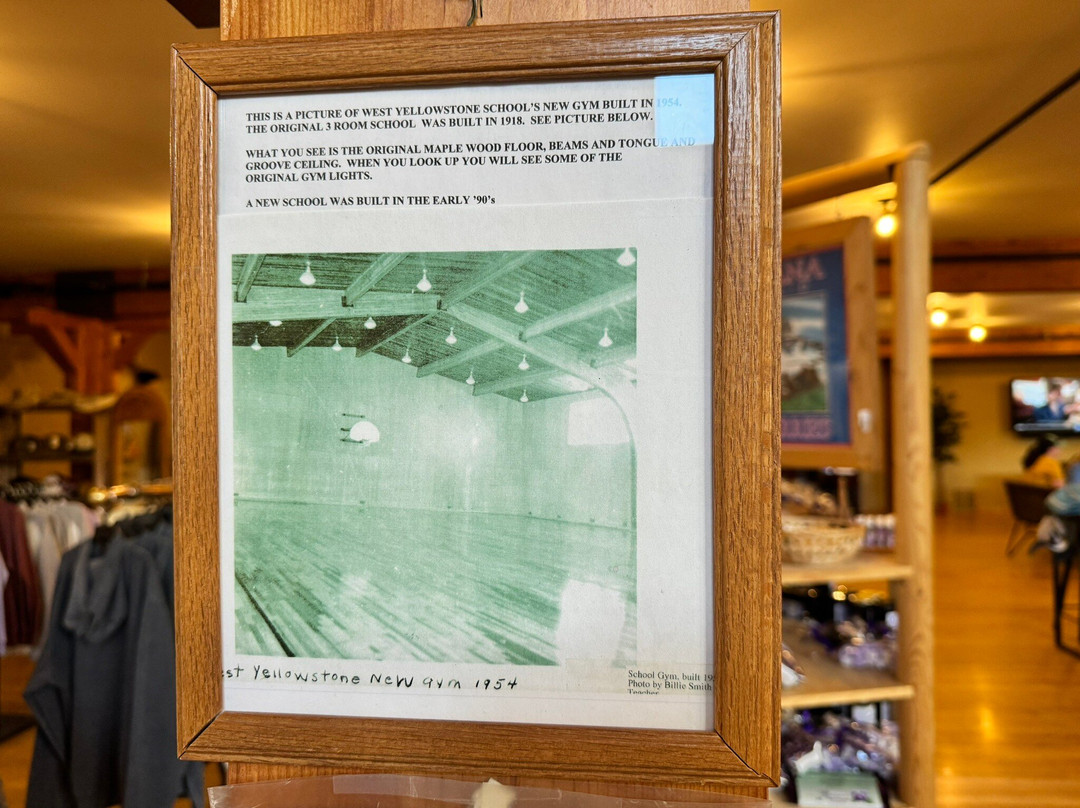 THIS IS A PICTURE OF WEST YELLOWSTONE SCHOOL'S NEW GYM BUILT IN 1954.
THE ORIGINAL 3 ROOM SCHOOL WAS BUILT IN 1918. SEE PICTURE BELOW.
WHAT YOU SEE IS THE ORIGINAL MAPLE WOOD FLOOR, BEAMS AND TONGUE AND
GROOVE CEILING. WHEN YOU LOOK UP YOU WILL SEE SOME OF THE
ORIGINAL GYM LIGHTS.
A NEW SCHOOL WAS BUILT IN THE EARLY '90's
st Yellowstone New Gym 1954
School Gym, built 19
Photo by Billie Smith
Teacher